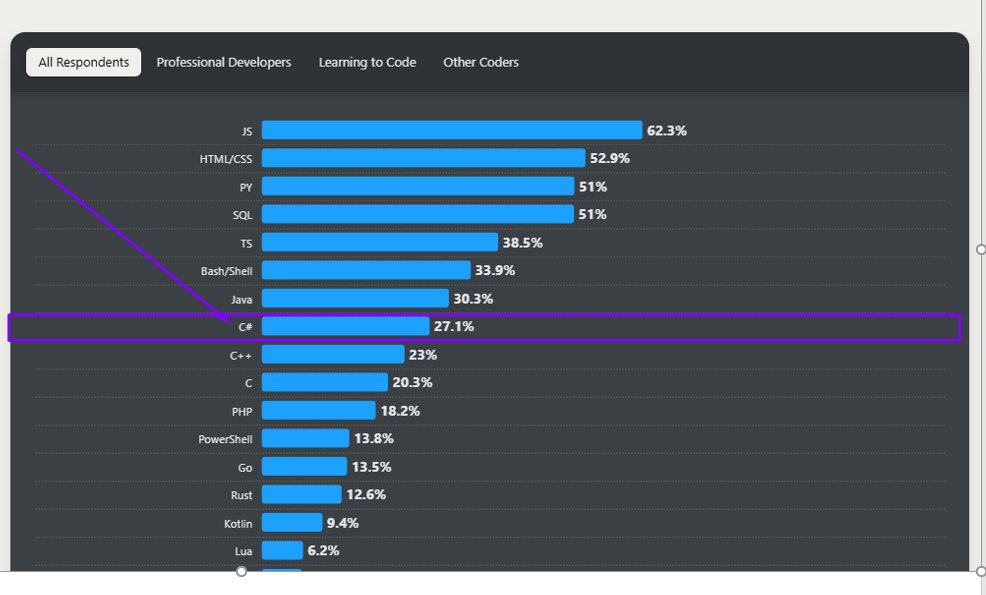 All Respondents Professional Developers Learning to Code Other Coders
JS 62.3%
HTML/CSS 52.9%
PY 51%
SQL 51%
TS 38.5%
Bash/Shell 33.9%
Java 30.3%
C# 27.1%
C++ 23%
C 20.3%
PHP 18.2%
PowerShell 13.8%
Go 13.5%
Rust 12.6%
Kotlin 9.4%
Lua 6.2%